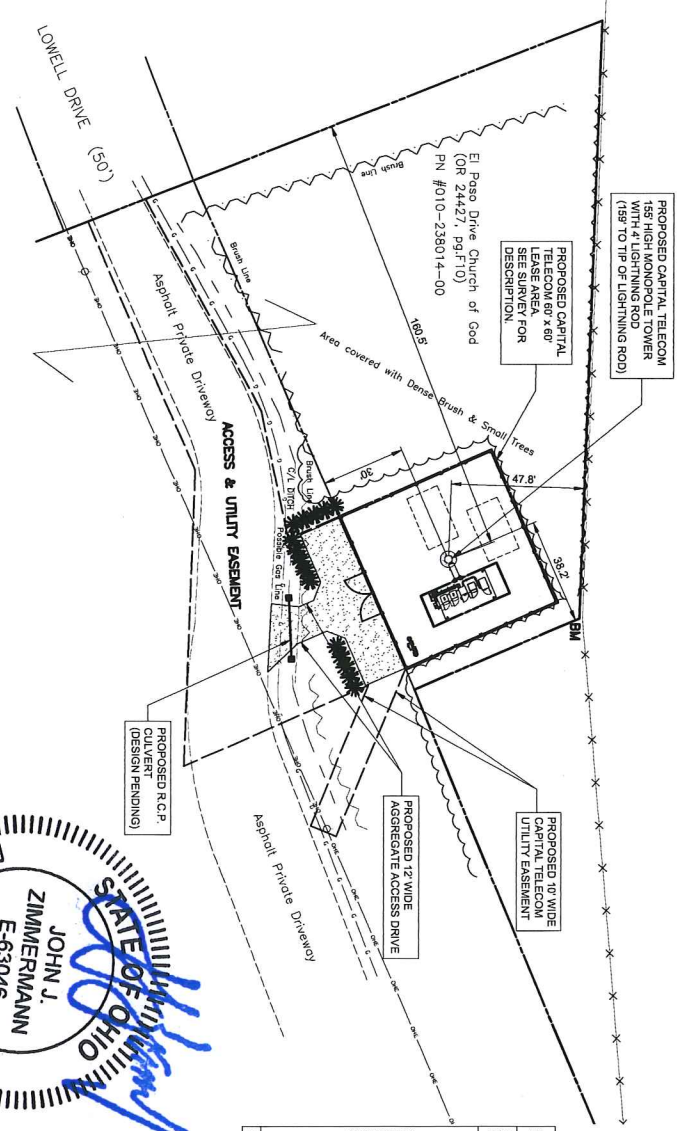 LOWELL DRIVE (50')
PROPOSED CAPITAL TELECOM
155' HIGH MONOPOLE TOWER
WITH 4' LIGHTNING ROD
(159' TO TIP OF LIGHTNING ROD)
Brush Line
El Paso Drive Church of God
(OR 24427, pg.F10)
PN #010-238014-00
PROPOSED CAPITAL
TELECOM 60' x 60'
LEASE AREA.
SEE SURVEY FOR
DESCRIPTION.
160.5'
Area covered with Dense Brush & Small Trees
47.8'
38.2'
BM
30'
Brush Line
Asphalt Private Driveway
Brush Line
C/L DITCH
Possible Gas Line
ACCESS & UTILITY EASEMENT
OHE
G
PROPOSED 10' WIDE
CAPITAL TELECOM
UTILITY EASEMENT
PROPOSED 12' WIDE
AGGREGATE ACCESS DRIVE
PROPOSED R.C.P.
CULVERT
(DESIGN PENDING)
Asphalt Private Driveway
STATE OF OHIO
JOHN J.
ZIMMERMANN
E-63046